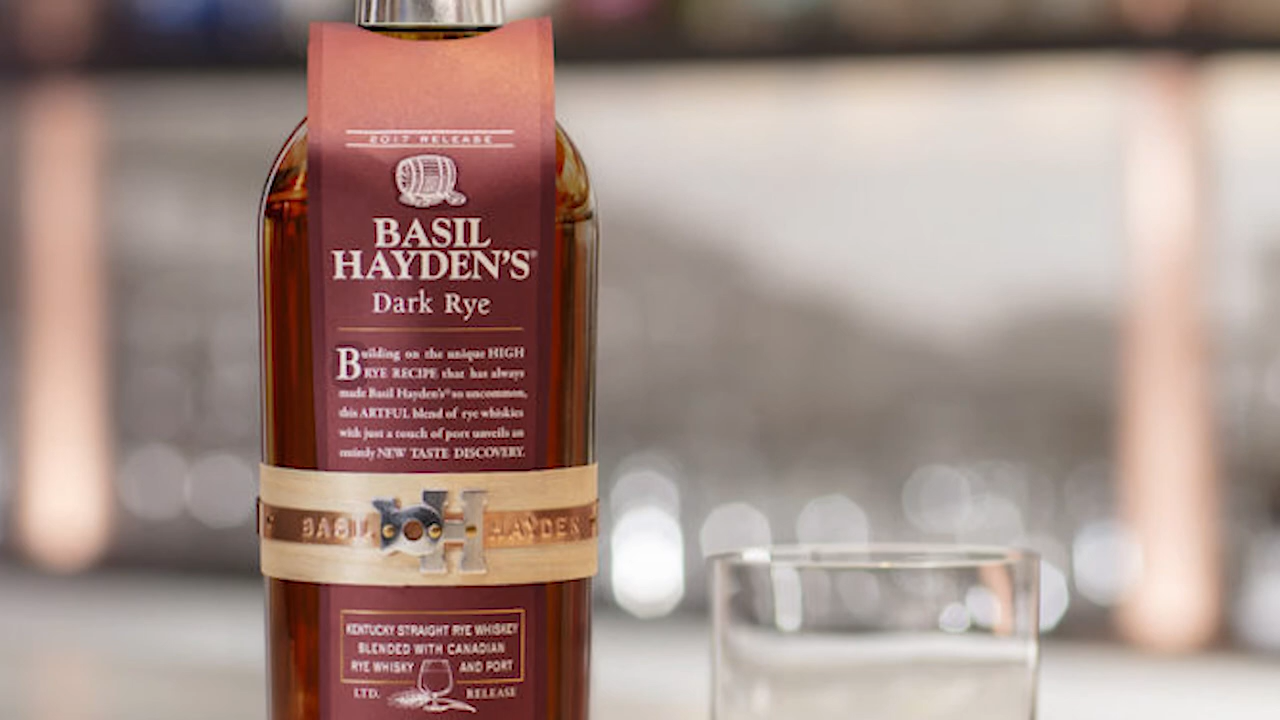 2017 RELEASE
BASIL
HAYDEN'S®
Dark Rye
Building on the unique HIGH
RYE RECIPE that has always
made Basil Hayden's® so uncommon,
this ARTFUL blend of rye whiskies
with just a touch of port unveils an
entirely NEW TASTE DISCOVERY.
BASIL H HAYDEN
KENTUCKY STRAIGHT RYE WHISKEY
BLENDED WITH CANADIAN
RYE WHISKY AND PORT
LTD. RELEASE